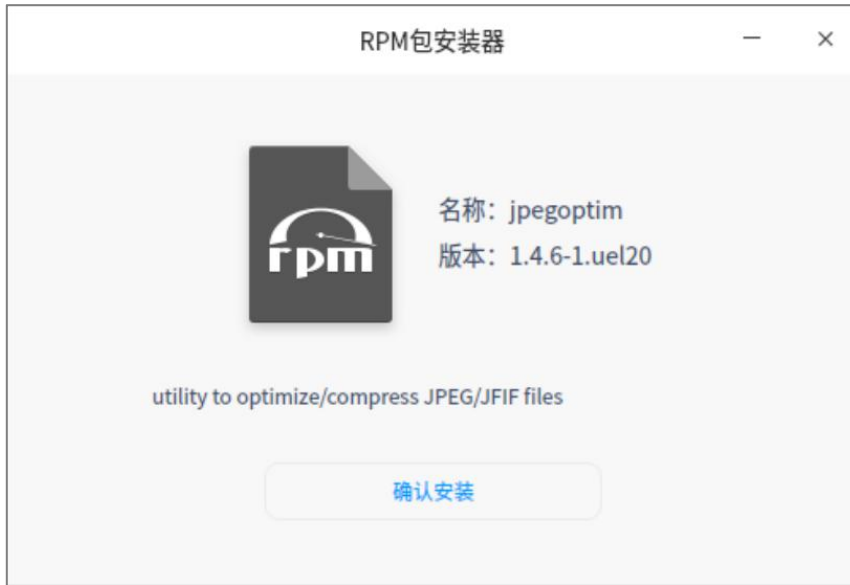 RPM包安装器
rpm
名称：jpegoptim
版本：1.4.6-1.uel20
utility to optimize/compress JPEG/JFIF files
确认安装